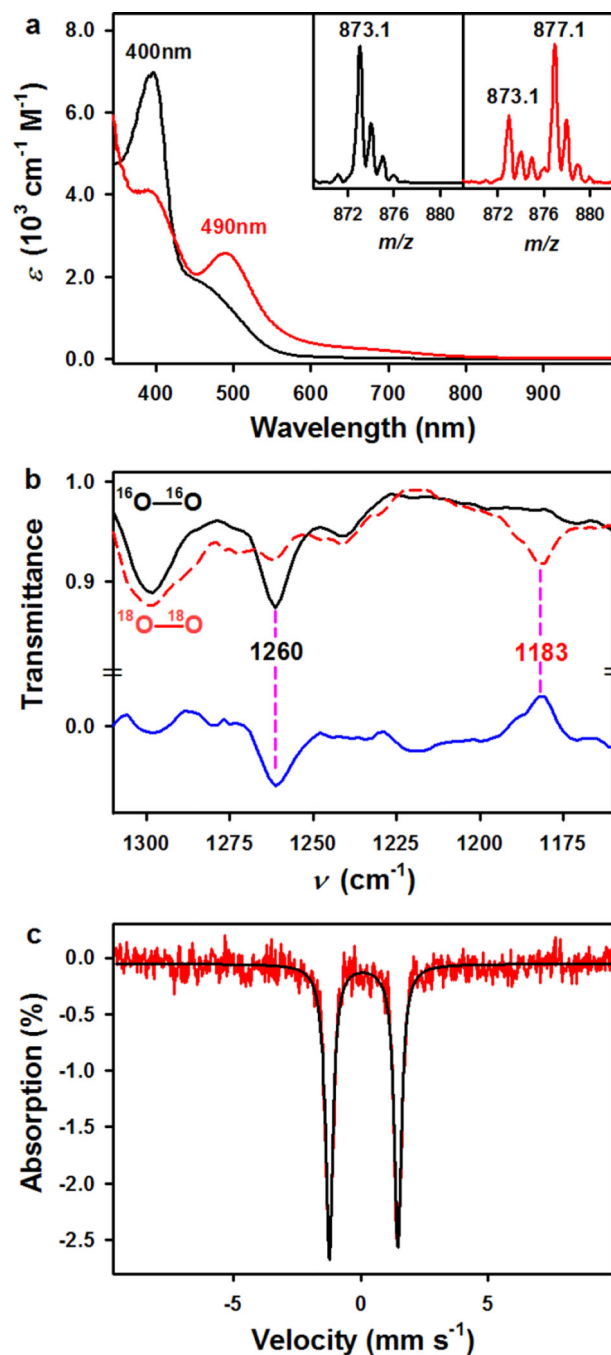 a
8.0
6.0
4.0
2.0
0.0
ε (10³ cm⁻¹ M⁻¹)
400nm
490nm
873.1
872 876 880
m/z
873.1
877.1
872 876 880
m/z
400 500 600 700 800 900
Wavelength (nm)
b
1.0
0.9
0.0
Transmittance
¹⁶O—¹⁶O
¹⁸O—¹⁸O
1260
1183
1300 1275 1250 1225 1200 1175
ν (cm⁻¹)
c
0.0
-0.5
-1.0
-1.5
-2.0
-2.5
Absorption (%)
-5 0 5
Velocity (mm s⁻¹)